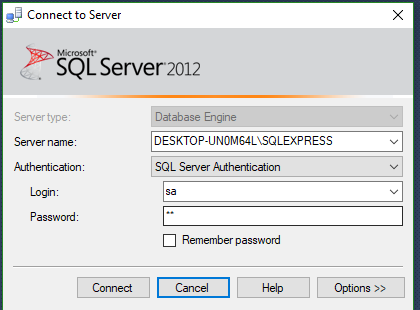 Connect to Server
Microsoft®
SQL Server® 2012
Server type: Database Engine
Server name: DESKTOP-UN0M64L\SQLEXPRESS
Authentication: SQL Server Authentication
Login: sa
Password: **
Remember password
Connect Cancel Help Options >>